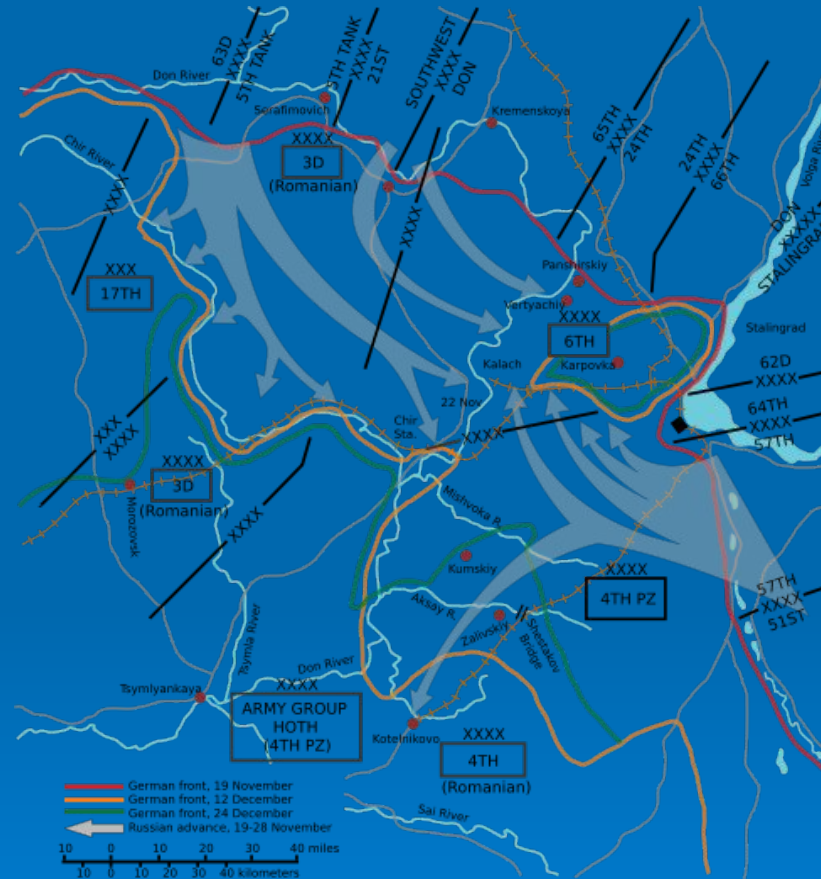 Don River
63D
XXXX
5TH TANK
5TH TANK
XXXX
21ST
SOUTHWEST
XXXX
DON
Serafimovich
Kremenskoya
65TH
XXXX
24TH
24TH
XXXX
66TH
Volga
DON
XXXXX
STALINGRAD
Chir River
XXXX
XXXX
3D
(Romanian)
XXXX
XXX
17TH
Panshirskiy
Vertyachiy
XXXX
6TH
Karpovka
Kalach
Stalingrad
62D
XXXX
64TH
XXXX
57TH
22 Nov
Chir
Sta.
XXXX
XXX
XXXX
XXXX
3D
(Romanian)
Morozovsk
XXXX
Mishvoka R.
Kumskiy
XXXX
4TH PZ
57TH
XXXX
51ST
Aksay R.
Zalivskiy
Shestakov
Bridge
Tsymla River
Don River
Tsymlyankaya
XXXX
ARMY GROUP
HOTH
(4TH PZ)
Kotelnikovo
XXXX
4TH
(Romanian)
Sal River
German front, 19 November
German front, 12 December
German front, 24 December
Russian advance, 19-28 November
10 0 10 20 30 40 miles
10 0 10 20 30 40 kilometers